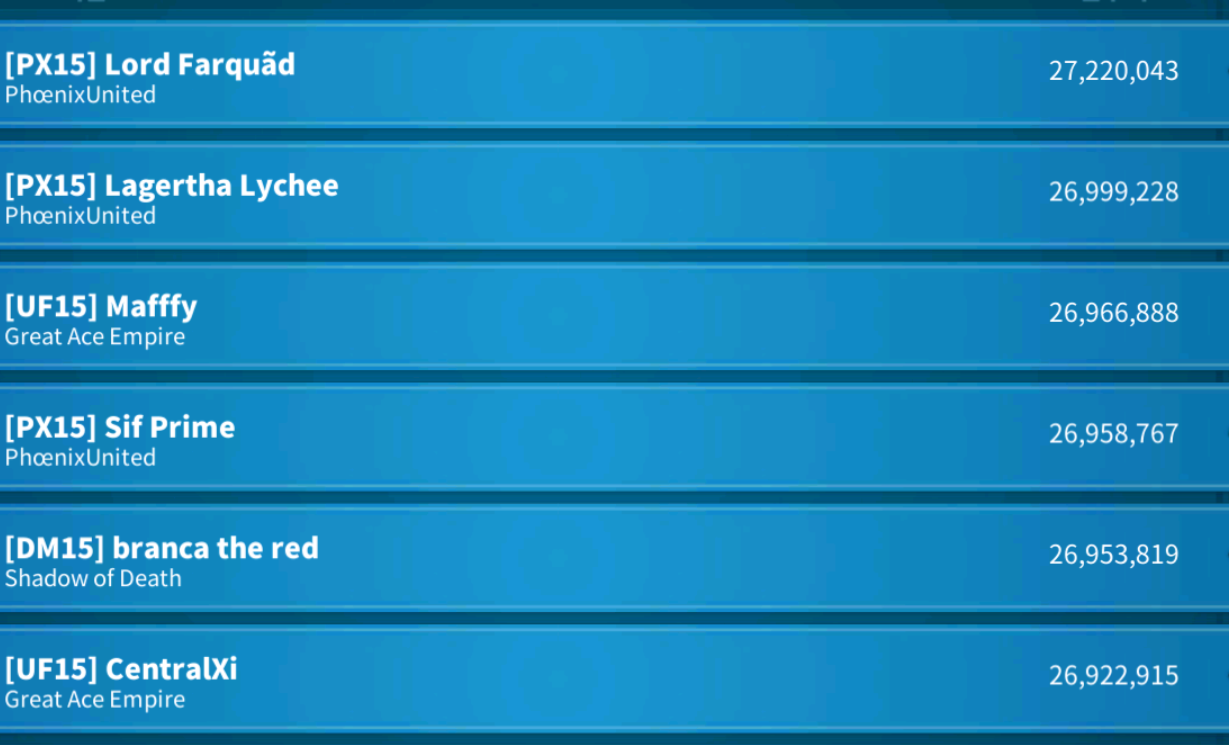 [PX15] Lord Farquãd
27,220,043
PhœnixUnited
[PX15] Lagertha Lychee
26,999,228
PhœnixUnited
[UF15] Mafffy
26,966,888
Great Ace Empire
[PX15] Sif Prime
26,958,767
PhœnixUnited
[DM15] branca the red
26,953,819
Shadow of Death
[UF15] CentralXi
26,922,915
Great Ace Empire